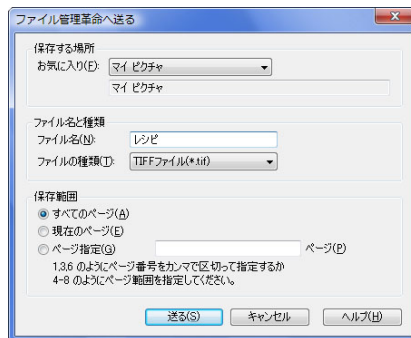 ファイル管理革命へ送る
保存する場所
お気に入り(F): マイ ピクチャ
マイ ピクチャ
ファイル名と種類
ファイル名(N): レシピ
ファイルの種類(T): TIFFファイル(*.tif)
保存範囲
すべてのページ(A)
現在のページ(E)
ページ指定(G) ページ(P)
1,3,6 のようにページ番号をカンマで区切って指定するか
4-8 のようにページ範囲を指定してください。
送る(S) キャンセル ヘルプ(H)